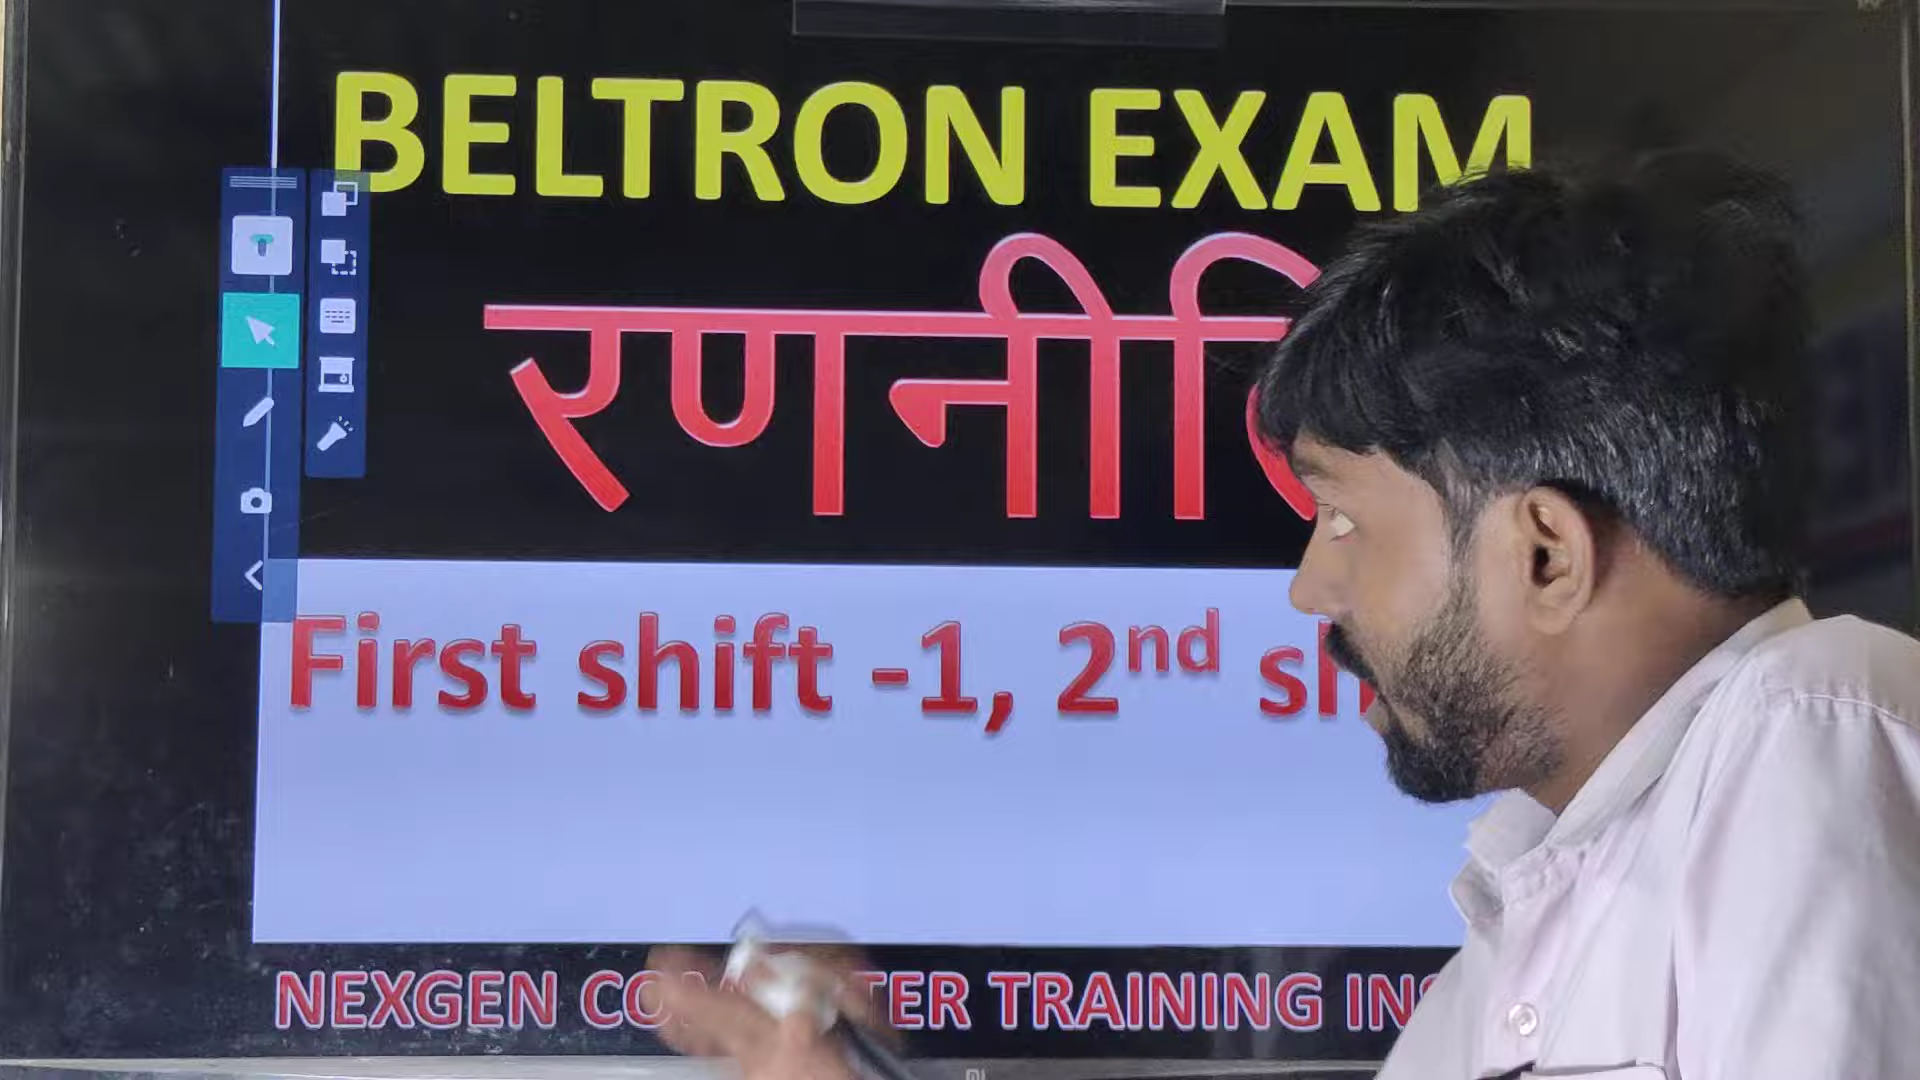 BELTRON EXAM
रणनीति
First shift -1, 2nd
NEXGEN TRAINING